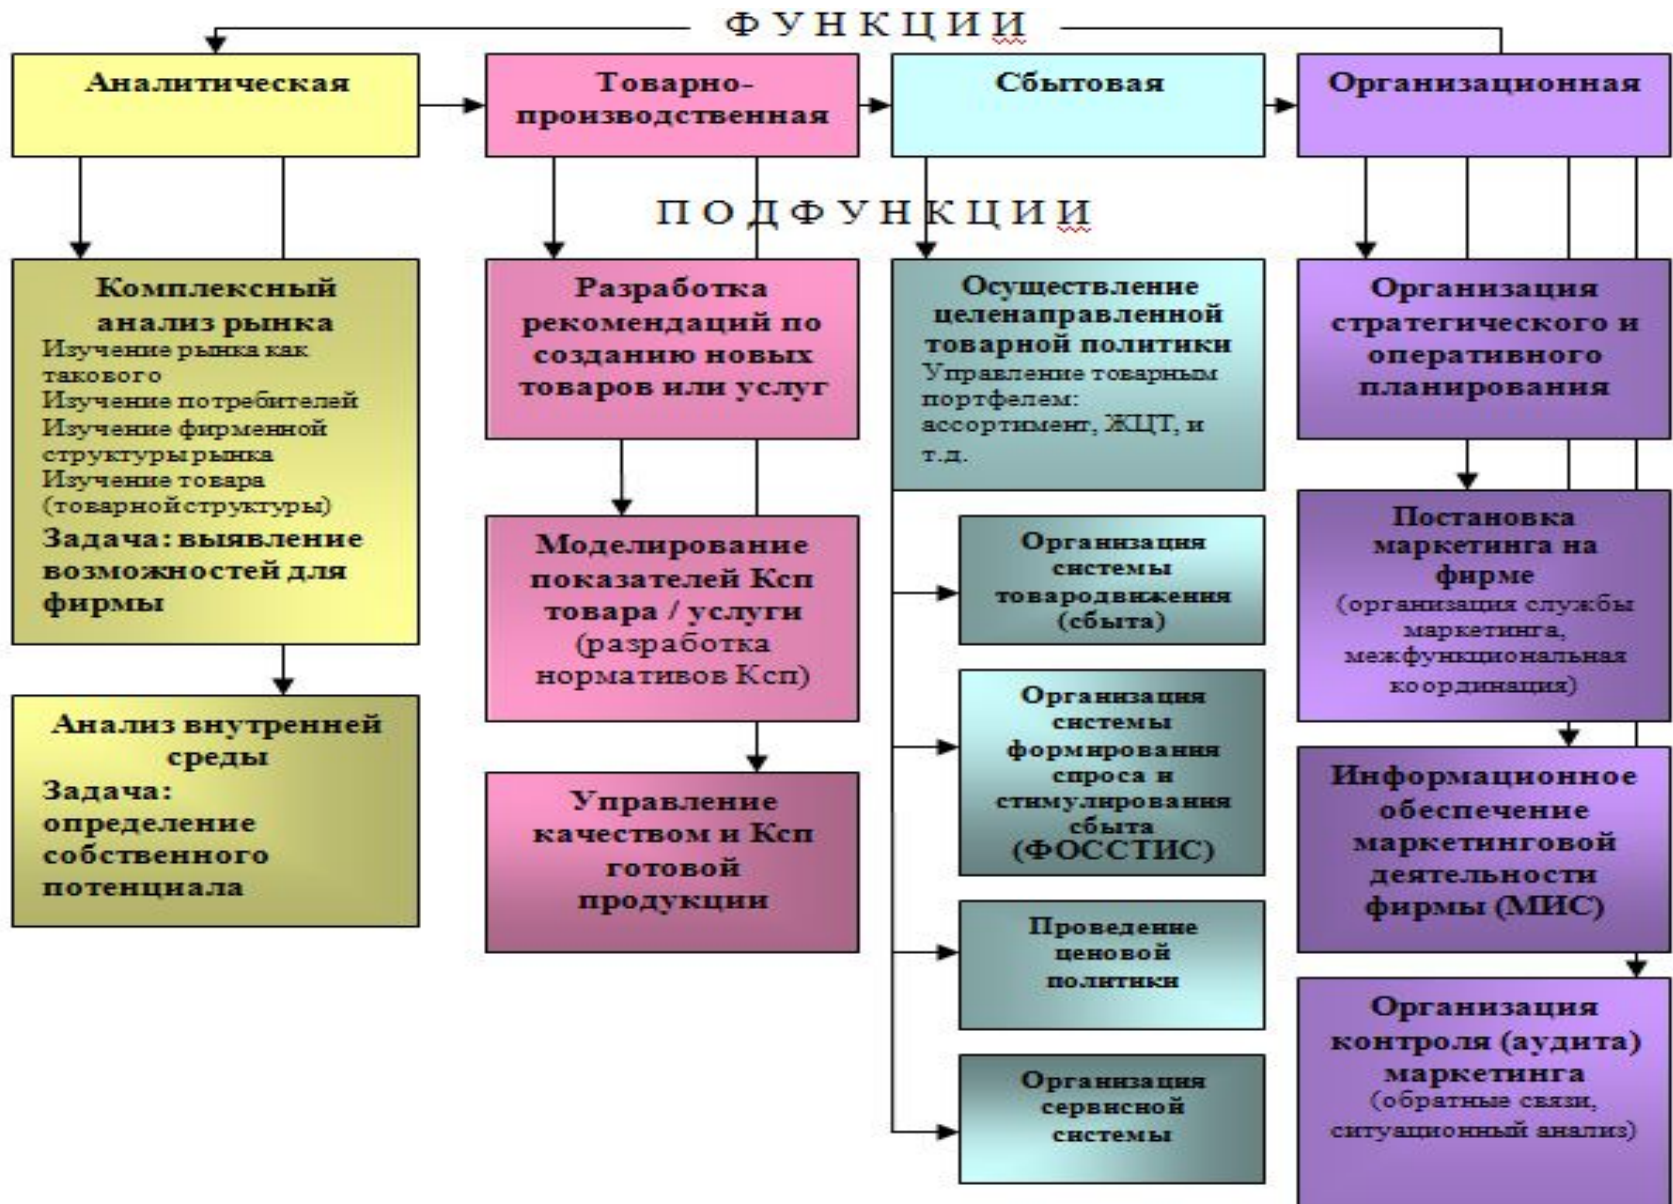 Ф У Н К Ц И И
Аналитическая
Товарно-
производственная
Сбытовая
Организационная
П О Д Ф У Н К Ц И И
Комплексный
анализ рынка
Изучение рынка как
такового
Изучение потребителей
Изучение фирменной
структуры рынка
Изучение товара
(товарной структуры)
Задача: выявление
возможностей для
фирмы
Анализ внутренней
среды
Задача:
определение
собственного
потенциала
Разработка
рекомендаций по
созданию новых
товаров или услуг
Моделирование
показателей Ксп
товара / услуги
(разработка
нормативов Ксп)
Управление
качеством и Ксп
готовой
продукции
Осуществление
целенаправленной
товарной политики
Управление товарным
портфелем:
ассортимент, ЖЦТ, и
т.д.
Организация
системы
товародвижения
(сбыта)
Организация
системы
формирования
спроса и
стимулирования
сбыта
(ФОССТИС)
Проведение
ценовой
политики
Организация
сервисной
системы
Организация
стратегического и
оперативного
планирования
Постановка
маркетинга на
фирме
(организация службы
маркетинга,
межфункциональная
координация)
Информационное
обеспечение
маркетинговой
деятельности
фирмы (МИС)
Организация
контроля (аудита)
маркетинга
(обратные связи,
ситуационный анализ)